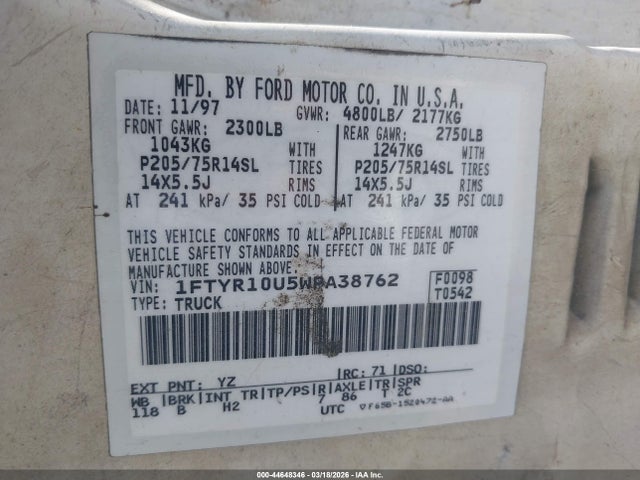 MFD. BY FORD MOTOR CO. IN U.S.A.
DATE: 11/97 GVWR: 4800LB/ 2177KG
FRONT GAWR: 2300LB REAR GAWR: 2750LB
1043KG WITH 1247KG WITH
P205/75R14SL TIRES P205/75R14SL TIRES
14X5.5J RIMS 14X5.5J RIMS
AT 241 kPa/ 35 PSI COLD AT 241 kPa/ 35 PSI COLD
THIS VEHICLE CONFORMS TO ALL APPLICABLE FEDERAL MOTOR
VEHICLE SAFETY STANDARDS IN EFFECT ON THE DATE OF
MANUFACTURE SHOWN ABOVE.
VIN: F0098
TYPE: TRUCK T0542
EXT PNT: YZ RC: 71 DSO:
WB BRK INT TR TP/PS R AXLE TR SPR
118 B H2 7 86 T 2C
UTC ▽F65B-1520472-AA
000-44648346 03/18/2026 - IAA Inc.